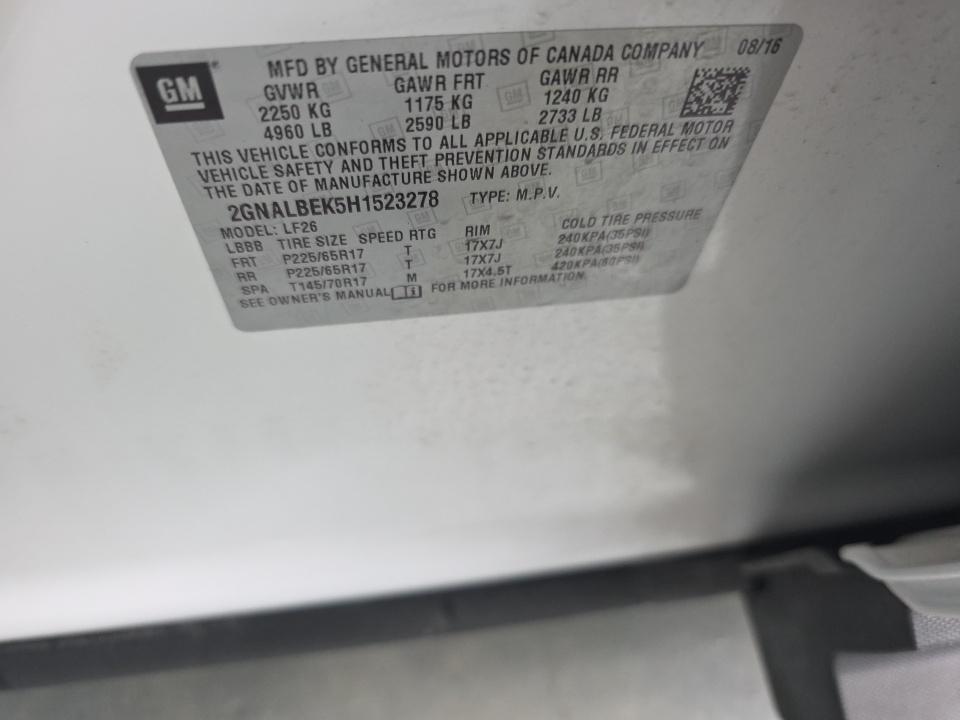 GM
MFD BY GENERAL MOTORS OF CANADA COMPANY 08/16
GVWR GAWR FRT GAWR RR
2250 KG 1175 KG 1240 KG
4960 LB 2590 LB 2733 LB
THIS VEHICLE CONFORMS TO ALL APPLICABLE U.S. FEDERAL MOTOR
VEHICLE SAFETY AND THEFT PREVENTION STANDARDS IN EFFECT ON
THE DATE OF MANUFACTURE SHOWN ABOVE.
2GNALBEK5H1523278 TYPE: M.P.V.
MODEL: LF26
LBBB TIRE SIZE SPEED RTG RIM COLD TIRE PRESSURE
FRT P225/65R17 T 17X7J 240KPA(35PSI)
RR P225/65R17 T 17X7J 240KPA(35PSI)
SPA T145/70R17 M 17X4.5T 420KPA(60PSI)
SEE OWNER'S MANUAL FOR MORE INFORMATION